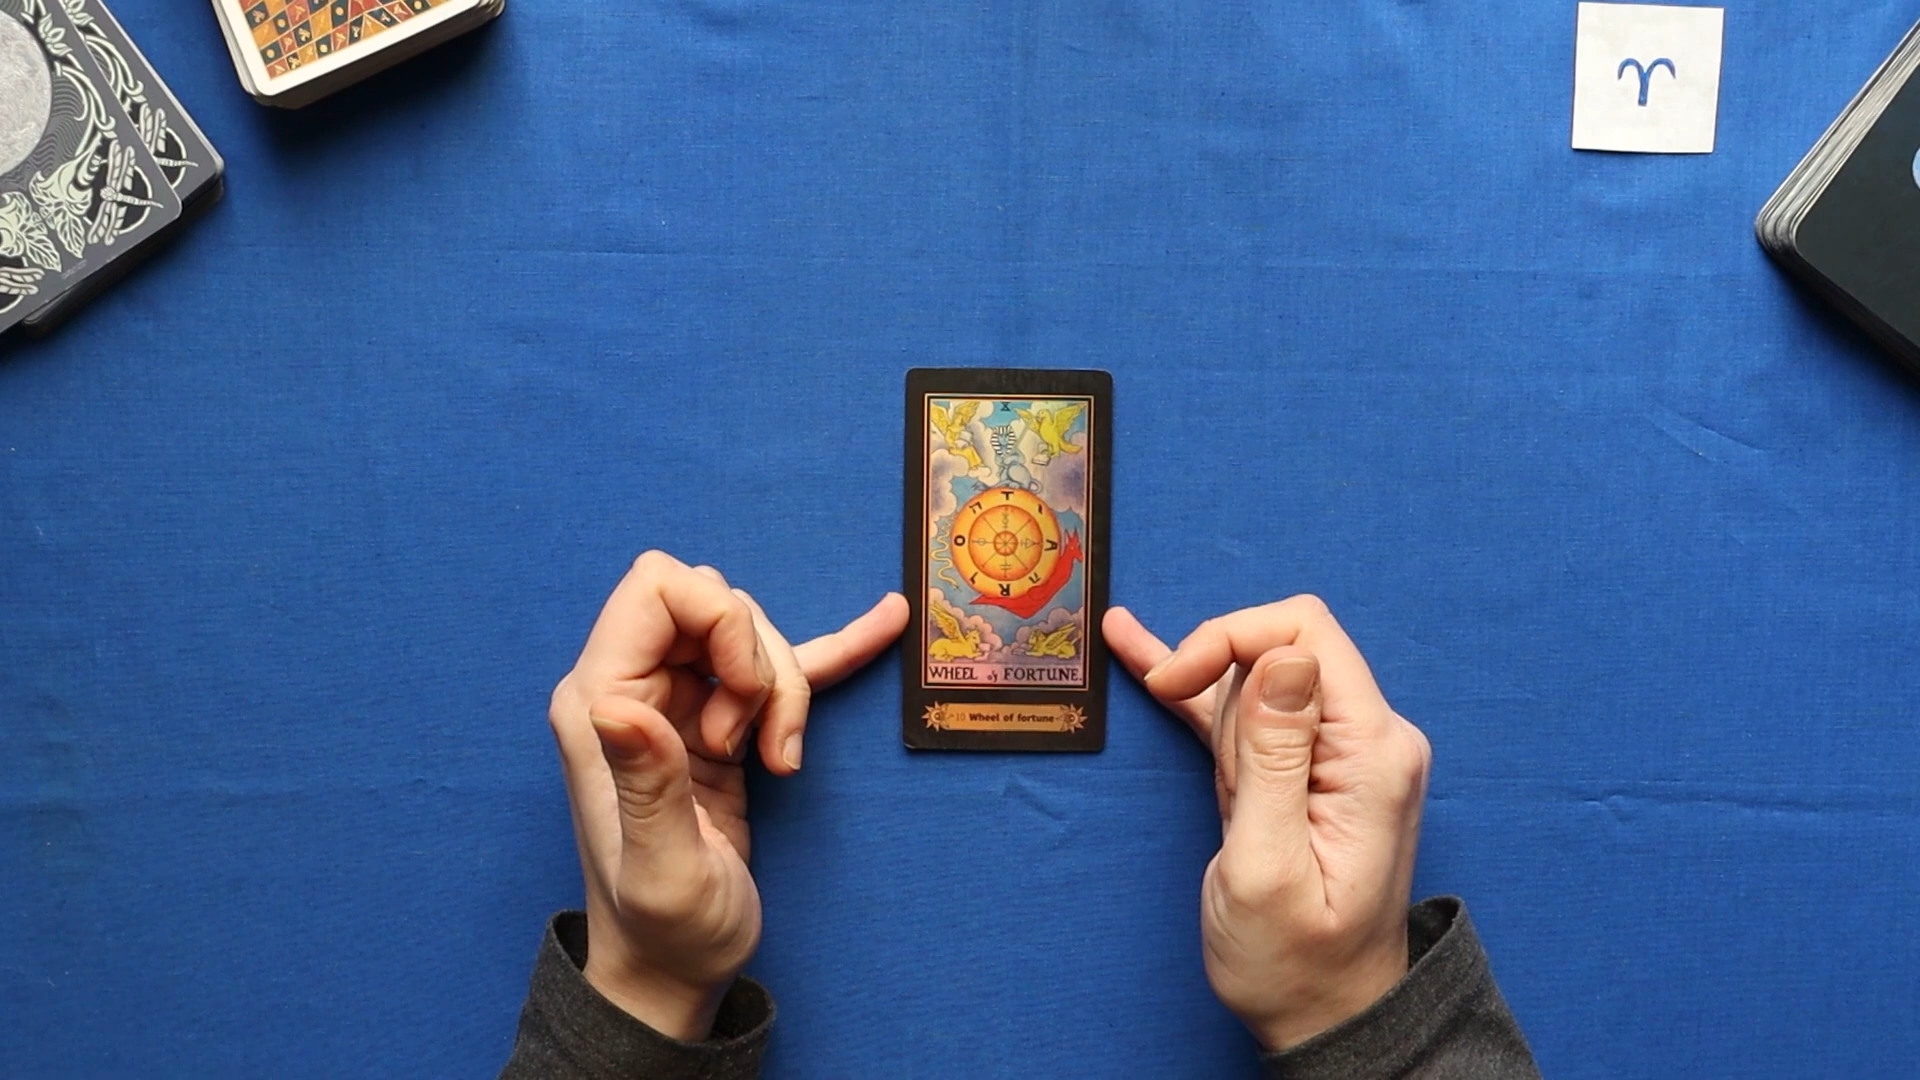 ♈
X
T
A
R
O
WHEEL of FORTUNE.
10 Wheel of fortune